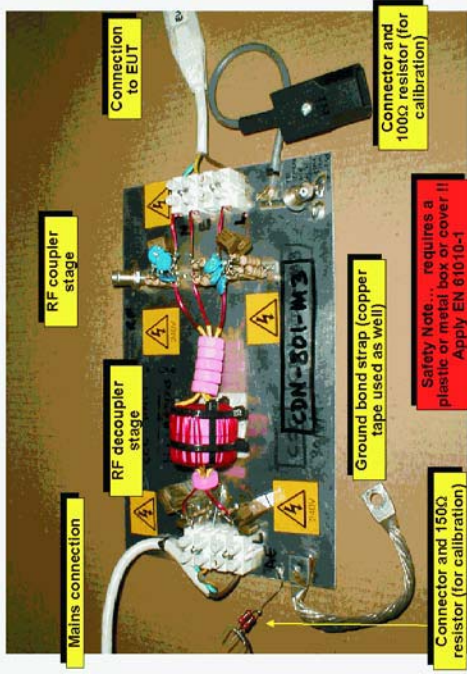 Mains connection
RF coupler
stage
Connection
to EUT
RF decoupler
stage
240V
N
E
L
AE
240V
CDN-801-M3
Ground bond strap (copper
tape used as well)
Connector and 150Ω
resistor (for calibration)
Safety Note... requires a
plastic or metal box or cover !!
Apply EN 61010-1
Connector and
100Ω resistor (for
calibration)